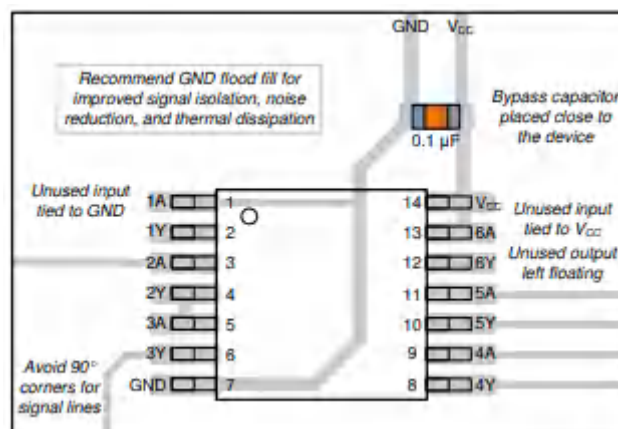 GND V_CC
Recommend GND flood fill for
improved signal isolation, noise
reduction, and thermal dissipation
Bypass capacitor
placed close to
the device
0.1 µF
Unused input
tied to GND
1A 1 14 V_CC
1Y 2 13 6A
2A 3 12 6Y
2Y 4 11 5A
3A 5 10 5Y
3Y 6 9 4A
GND 7 8 4Y
Unused input
tied to V_CC
Unused output
left floating
Avoid 90°
corners for
signal lines